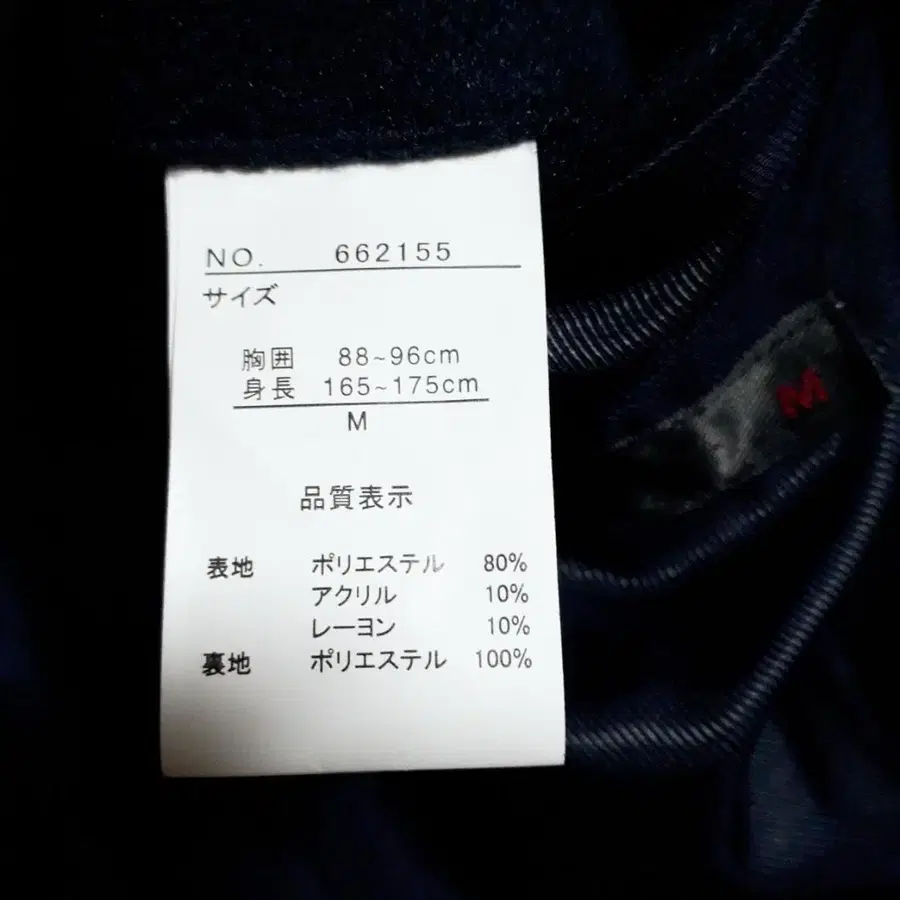 NO. 662155
サイズ
胸囲 88~96cm
身長 165~175cm
M
品質表示
表地 ポリエステル 80%
アクリル 10%
レーヨン 10%
裏地 ポリエステル 100%
M